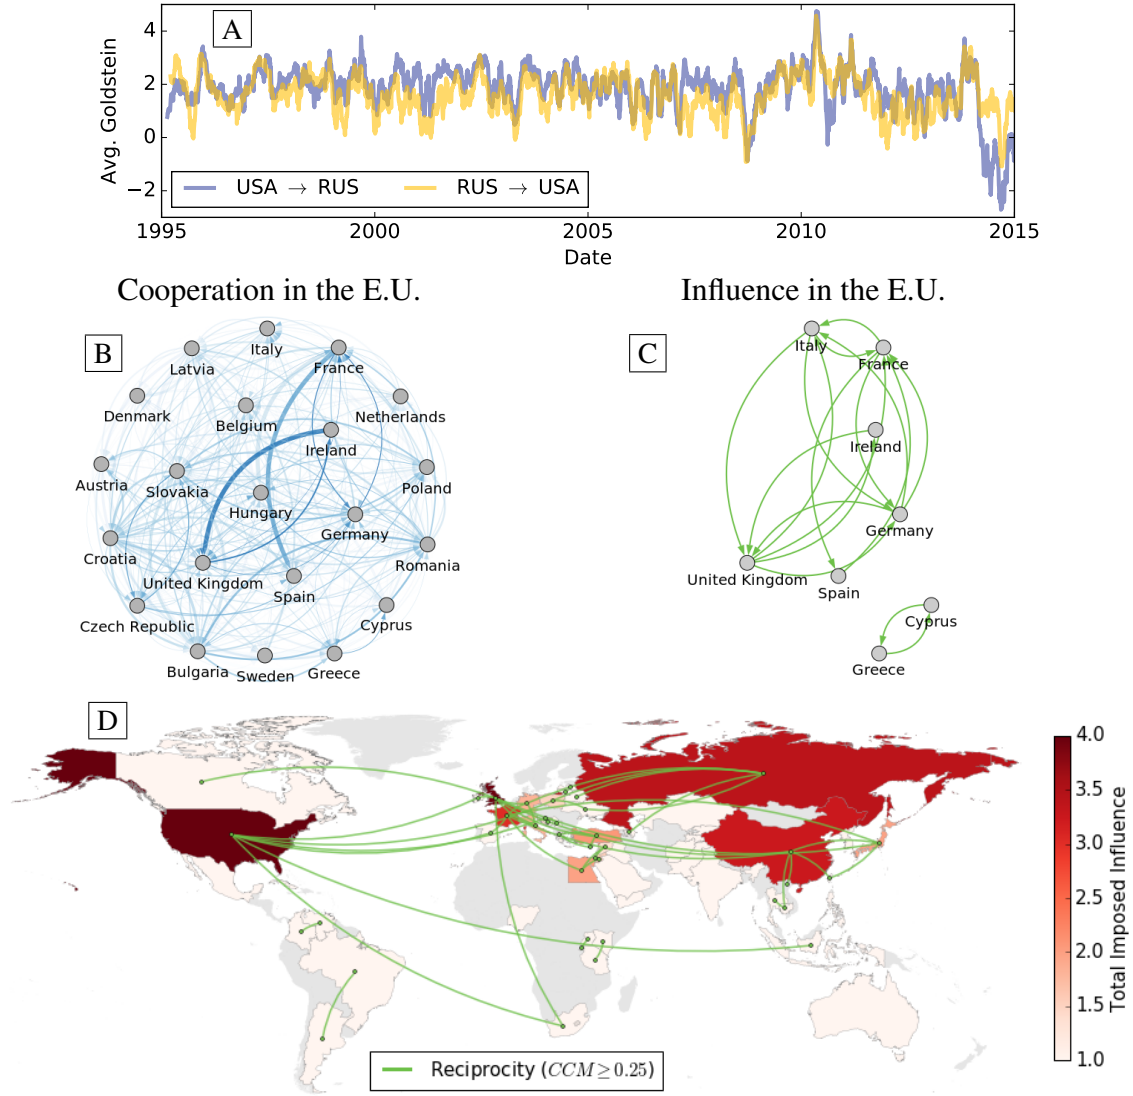 A
4
2
0
−2
Avg. Goldstein
USA → RUS
RUS → USA
1995
2000
2005
2010
2015
Date
Cooperation in the E.U.
Influence in the E.U.
B
Italy
Latvia
France
Denmark
Belgium
Netherlands
Ireland
Austria
Slovakia
Poland
Hungary
Germany
Croatia
United Kingdom
Romania
Spain
Czech Republic
Cyprus
Bulgaria
Sweden
Greece
C
Italy
France
Ireland
Germany
United Kingdom
Spain
Cyprus
Greece
D
4.0
3.5
3.0
2.5
2.0
1.5
1.0
Total Imposed Influence
Reciprocity (CCM ≥ 0.25)